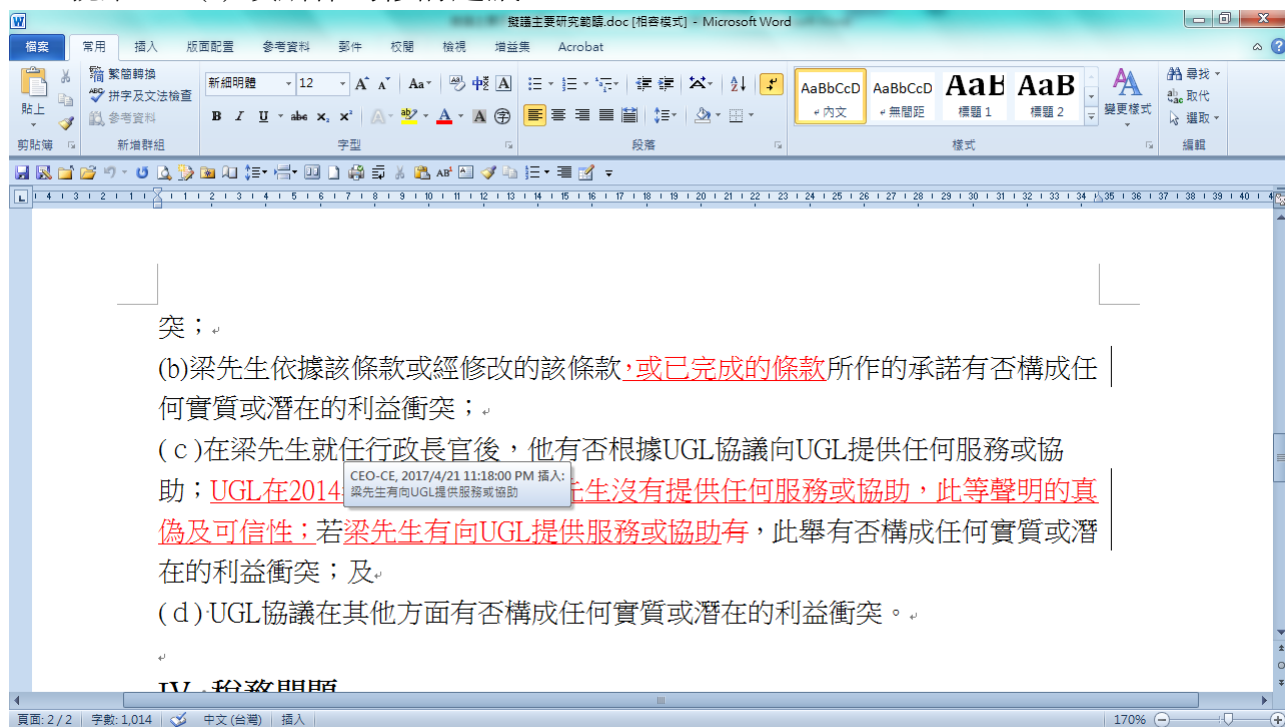 擬議主要研究範疇.doc [相容模式] - Microsoft Word
檔案 常用 插入 版面配置 參考資料 郵件 校閱 檢視 增益集 Acrobat
貼上
繁簡轉換
拼字及文法檢查
參考資料
新細明體 12
AaBbCcD AaBbCcD AaB AaB
內文 無間距 標題 1 標題 2
變更樣式
尋找
取代
選取
剪貼簿 新增群組 字型 段落 樣式 編輯
突；
(b)梁先生依據該條款或經修改的該條款，或已完成的條款所作的承諾有否構成任
何實質或潛在的利益衝突；
(c)在梁先生就任行政長官後，他有否根據UGL協議向UGL提供任何服務或協
CEO-CE, 2017/4/21 11:18:00 PM 插入:
梁先生有向UGL提供服務或協助
助；UGL在2014 生沒有提供任何服務或協助，此等聲明的真
偽及可信性；若梁先生有向UGL提供服務或協助有，此舉有否構成任何實質或潛
在的利益衝突；及
(d) UGL協議在其他方面有否構成任何實質或潛在的利益衝突。
頁面: 2 / 2 字數: 1,014 中文 (台灣) 插入 170%